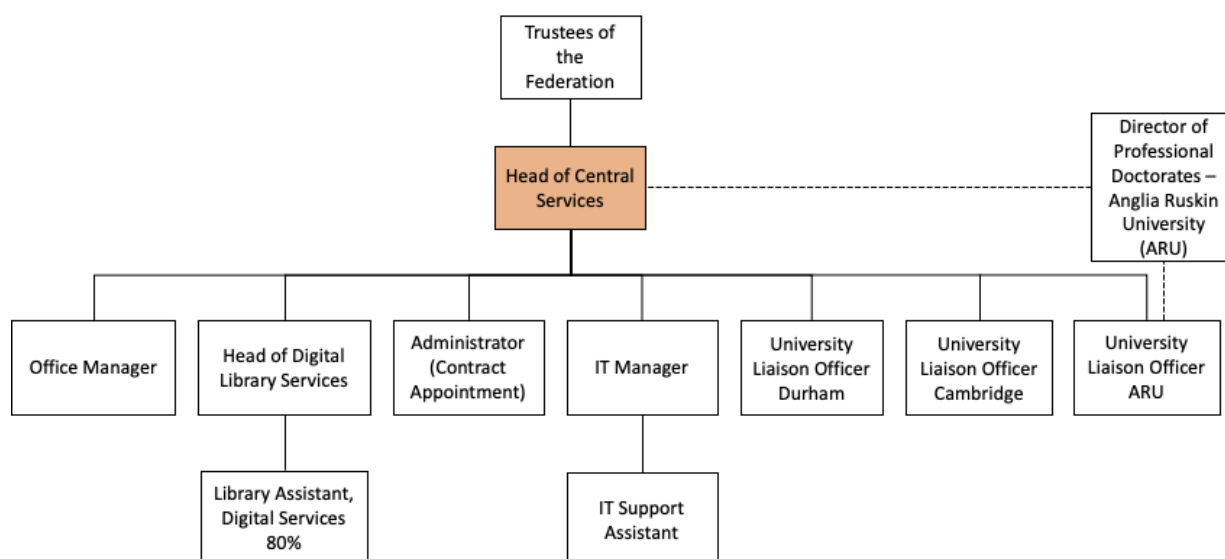 Trustees of
the
Federation
Director of
Professional
Doctorates –
Anglia Ruskin
University
(ARU)
Head of Central
Services
Office Manager
Head of Digital
Library Services
Administrator
(Contract
Appointment)
IT Manager
University
Liaison Officer
Durham
University
Liaison Officer
Cambridge
University
Liaison Officer
ARU
Library Assistant,
Digital Services
80%
IT Support
Assistant